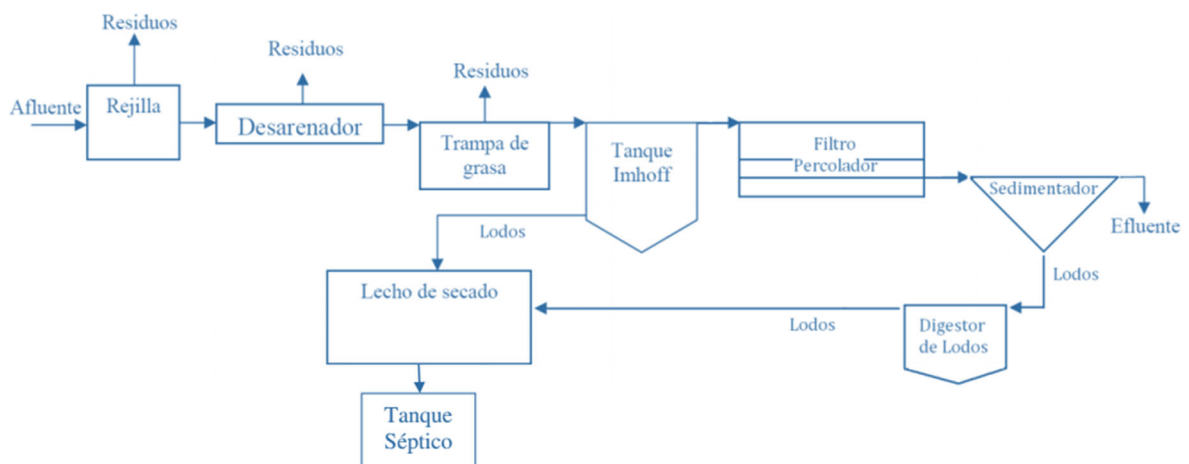 Residuos
Residuos
Residuos
Afluente
Rejilla
Desarenador
Trampa de
grasa
Tanque
Imhoff
Filtro
Percolador
Sedimentador
Efluente
Lodos
Lodos
Lecho de secado
Lodos
Digestor
de Lodos
Tanque
Séptico